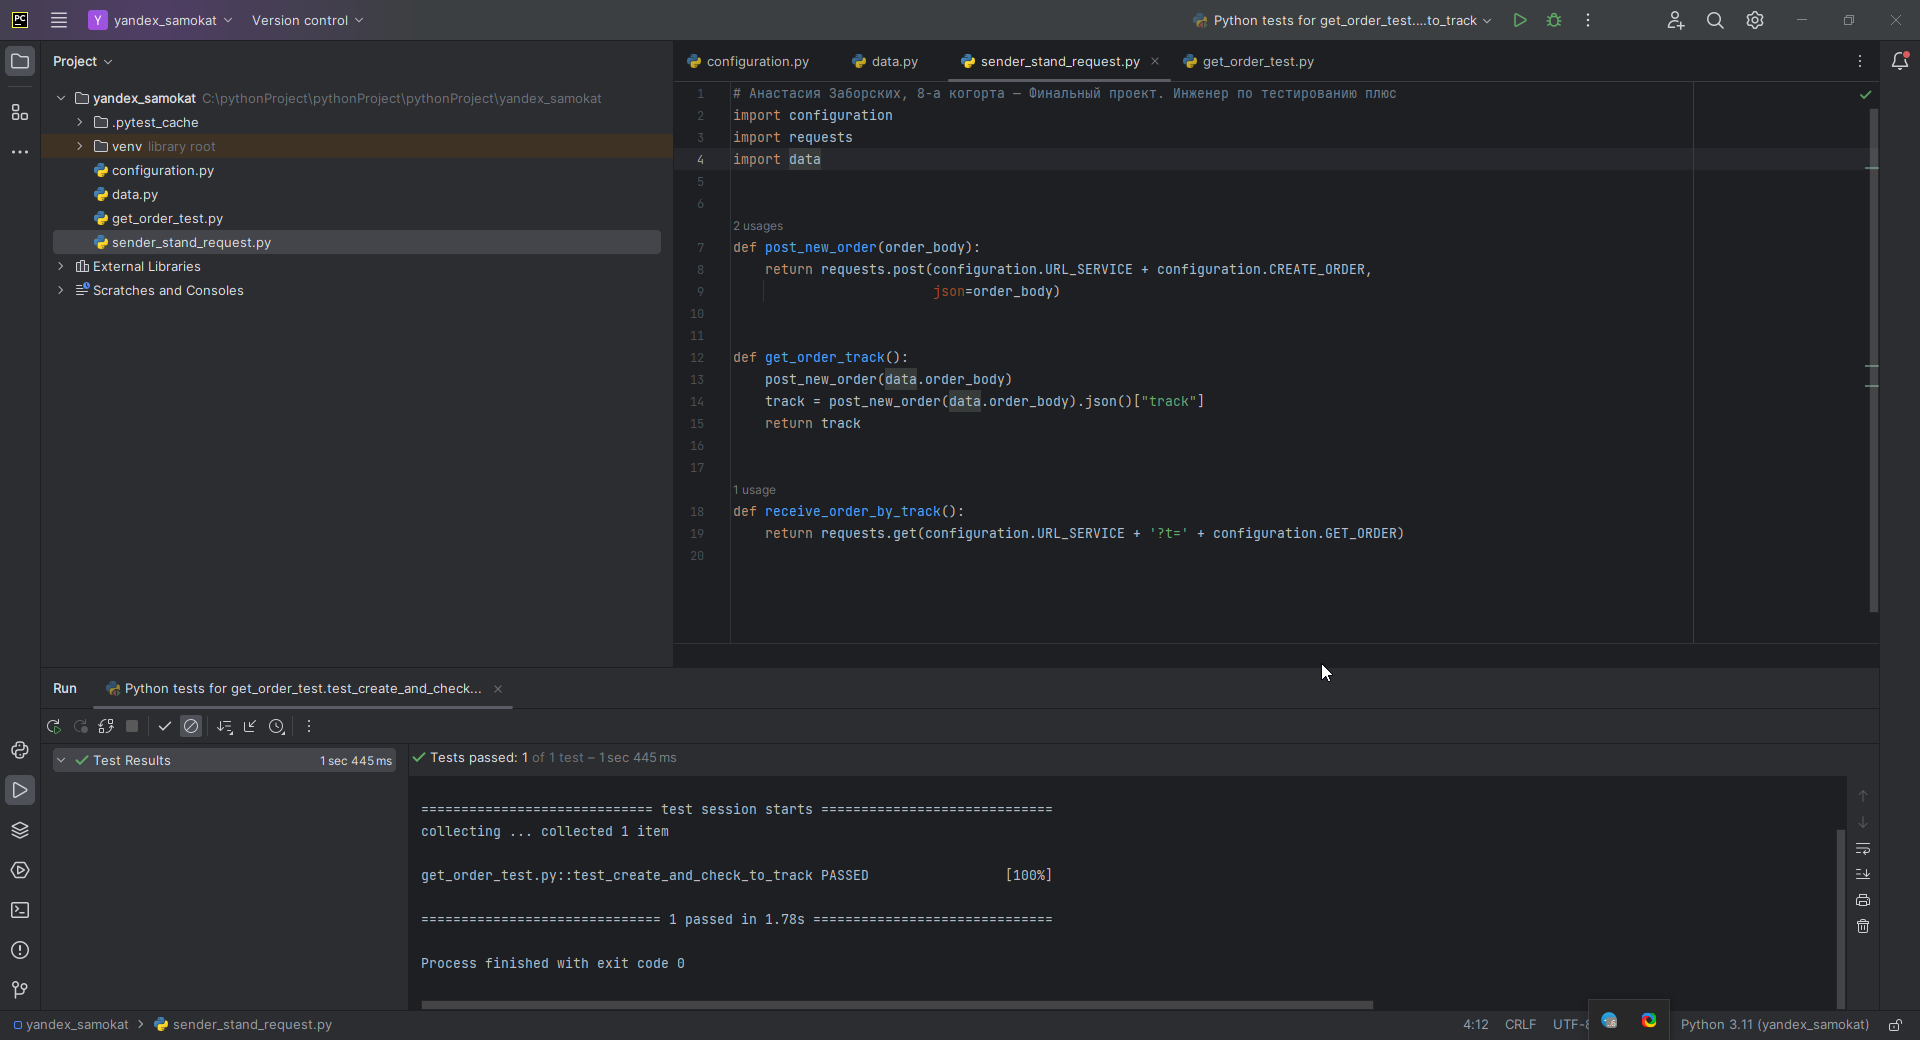 PC
Y yandex_samokat
Version control
Python tests for get_order_test....to_track
Project
configuration.py
data.py
sender_stand_request.py
get_order_test.py
yandex_samokat C:\pythonProject\pythonProject\pythonProject\yandex_samokat
.pytest_cache
venv library root
configuration.py
data.py
get_order_test.py
sender_stand_request.py
External Libraries
Scratches and Consoles
1 # Анастасия Заборских, 8-а когорта — Финальный проект. Инженер по тестированию плюс
2 import configuration
3 import requests
4 import data
5
6
2 usages
7 def post_new_order(order_body):
8 return requests.post(configuration.URL_SERVICE + configuration.CREATE_ORDER,
9 json=order_body)
10
11
12 def get_order_track():
13 post_new_order(data.order_body)
14 track = post_new_order(data.order_body).json()["track"]
15 return track
16
17
1 usage
18 def receive_order_by_track():
19 return requests.get(configuration.URL_SERVICE + '?t=' + configuration.GET_ORDER)
20
Run
Python tests for get_order_test.test_create_and_check...
Test Results 1 sec 445 ms
Tests passed: 1 of 1 test – 1 sec 445 ms
============================= test session starts =============================
collecting ... collected 1 item
get_order_test.py::test_create_and_check_to_track PASSED [100%]
============================== 1 passed in 1.78s ==============================
Process finished with exit code 0
yandex_samokat
sender_stand_request.py
4:12
CRLF
UTF-8
Python 3.11 (yandex_samokat)